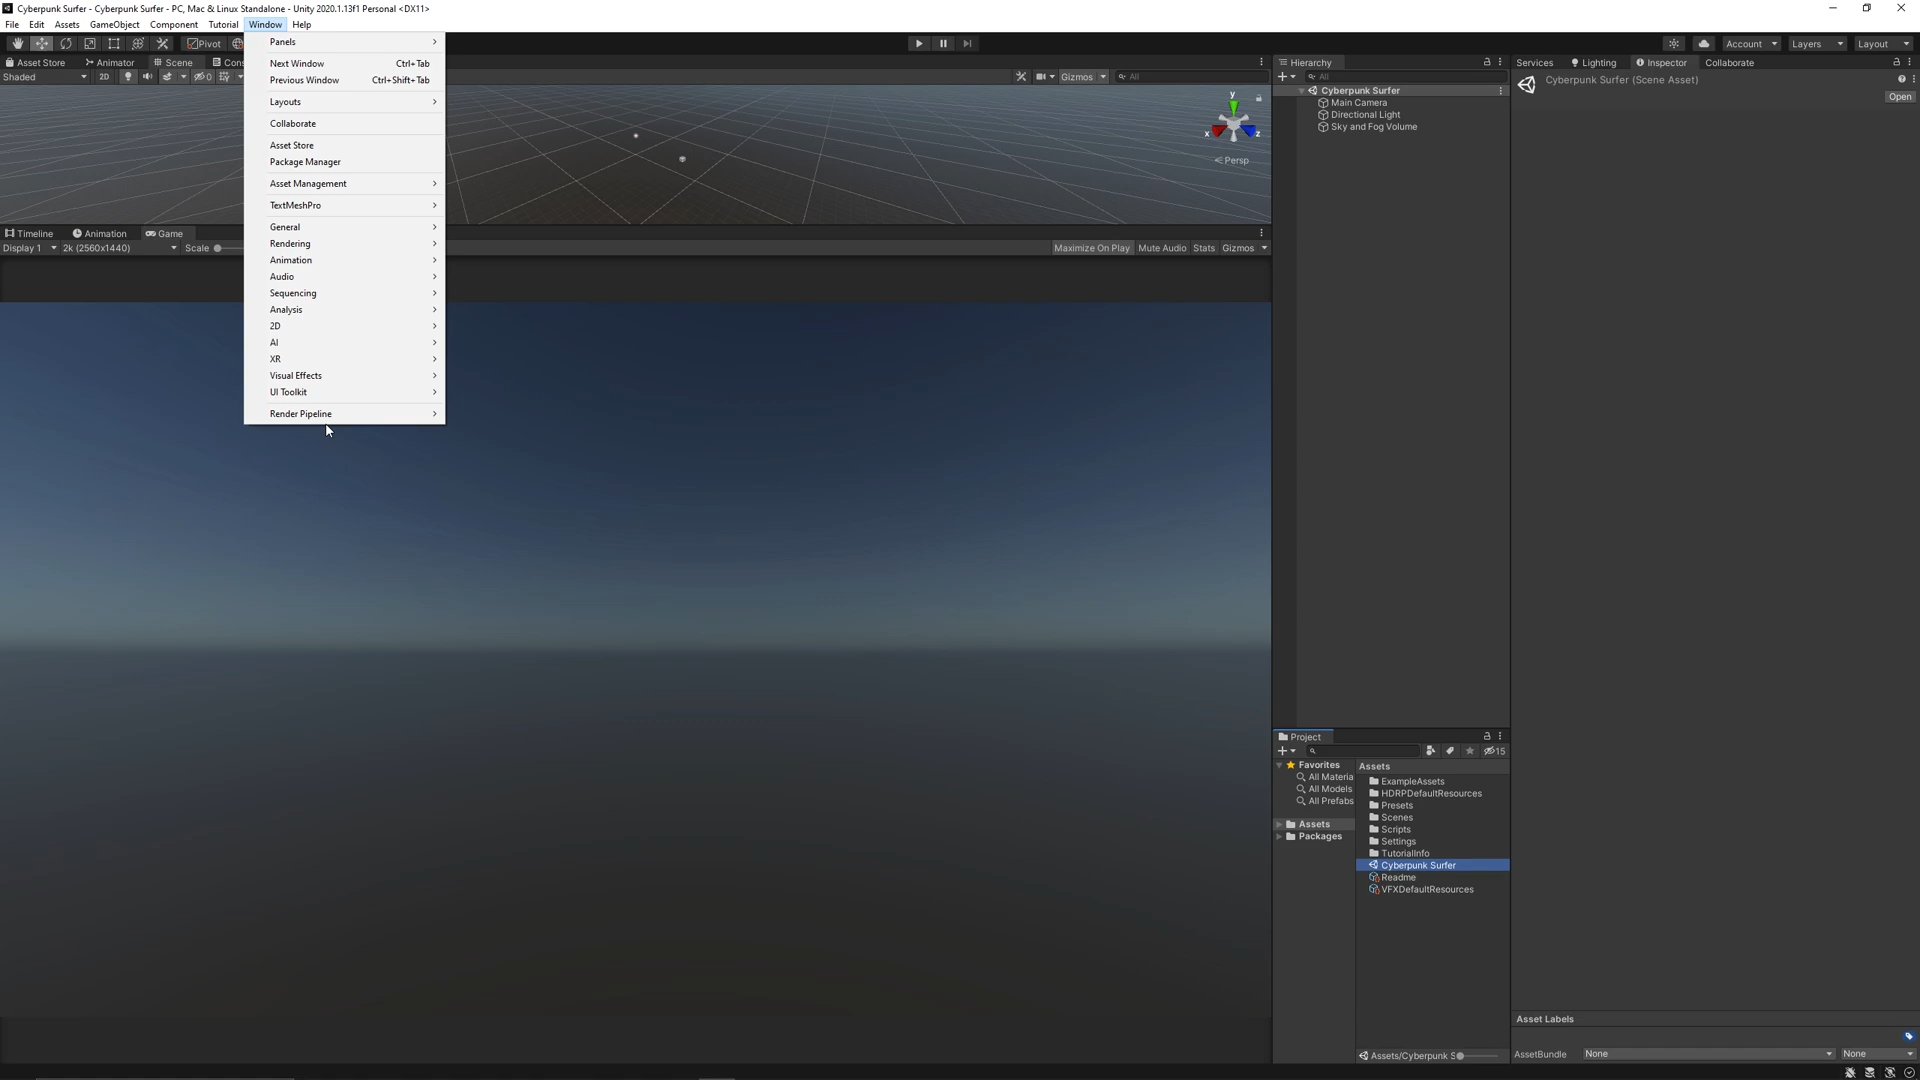 Cyberpunk Surfer - Cyberpunk Surfer - PC, Mac & Linux Standalone - Unity 2020.1.13f1 Personal <DX11>
File Edit Assets GameObject Component Tutorial Window Help
Pivot
Account Layers Layout
Panels
Next Window Ctrl+Tab
Previous Window Ctrl+Shift+Tab
Layouts
Collaborate
Asset Store
Package Manager
Asset Management
TextMeshPro
General
Rendering
Animation
Audio
Sequencing
Analysis
2D
AI
XR
Visual Effects
UI Toolkit
Render Pipeline
Asset Store Animator Scene Cons
Shaded 2D 0
Gizmos All
y
x z
Persp
Timeline Animation Game
Display 1 2k (2560x1440) Scale
Maximize On Play Mute Audio Stats Gizmos
Hierarchy
All
Cyberpunk Surfer
Main Camera
Directional Light
Sky and Fog Volume
Services Lighting Inspector Collaborate
Cyberpunk Surfer (Scene Asset)
Open
Project
15
Favorites
All Materia
All Models
All Prefabs
Assets
Packages
Assets
ExampleAssets
HDRPDefaultResources
Presets
Scenes
Scripts
Settings
TutorialInfo
Cyberpunk Surfer
Readme
VFXDefaultResources
Assets/Cyberpunk S
Asset Labels
AssetBundle None None